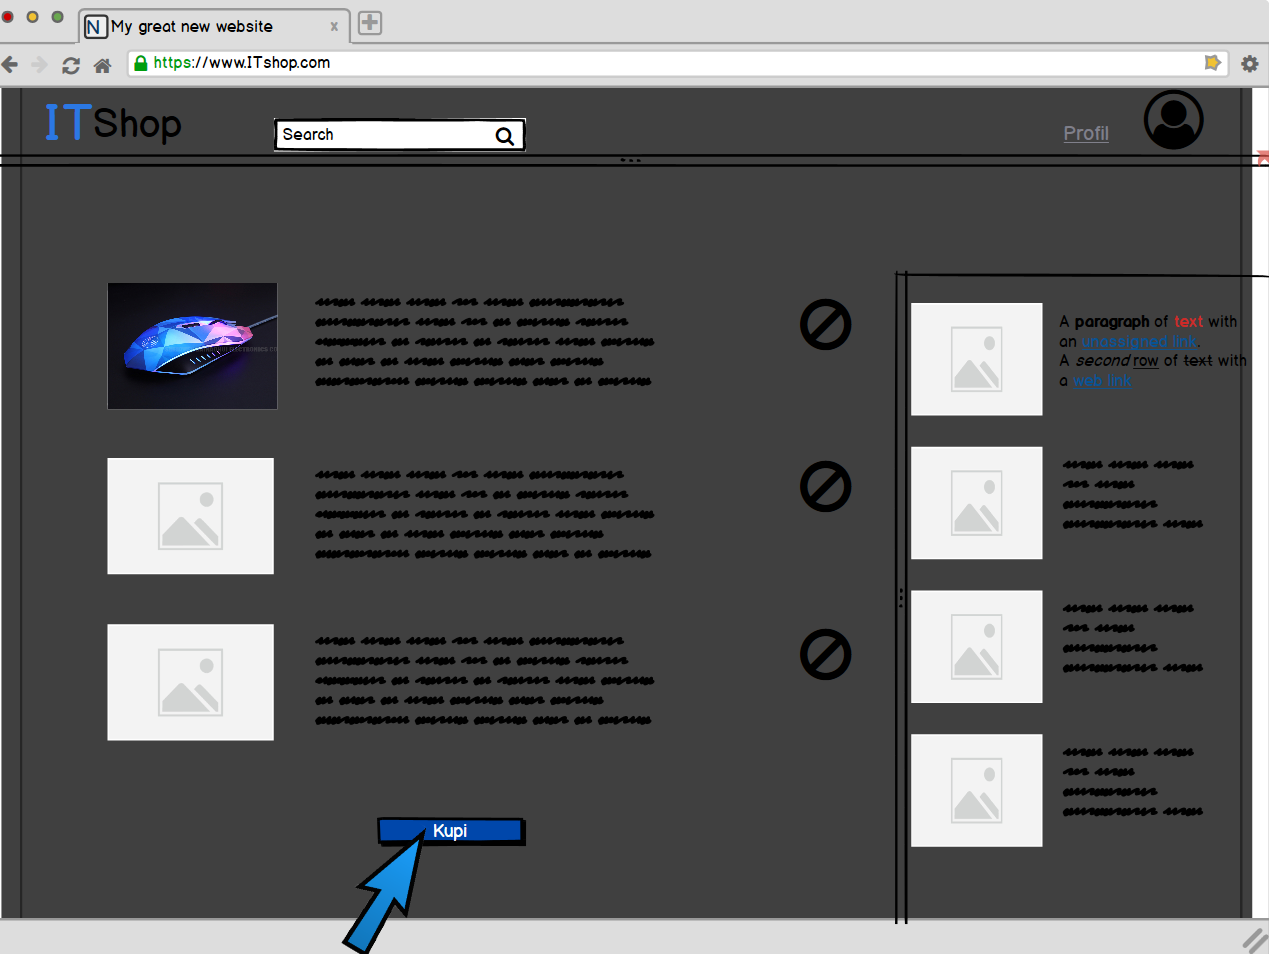 N My great new website x
https://www.ITshop.com
ITShop
Search
Profil
A paragraph of text with
an unassigned link.
A second row of text with
a web link
Kupi